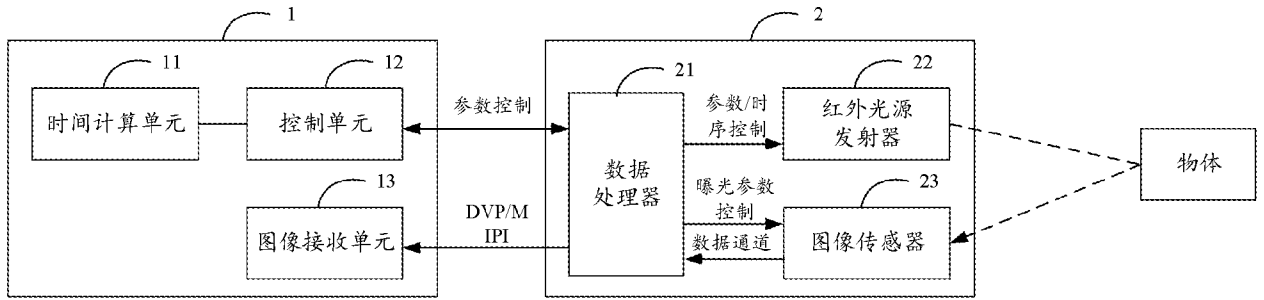 1
2
11
12
时间计算单元
控制单元
参数控制
13
图像接收单元
DVP/M
IPI
21
数据
处理器
参数/时
序控制
22
红外光源
发射器
曝光参数
控制
数据通道
23
图像传感器
物体